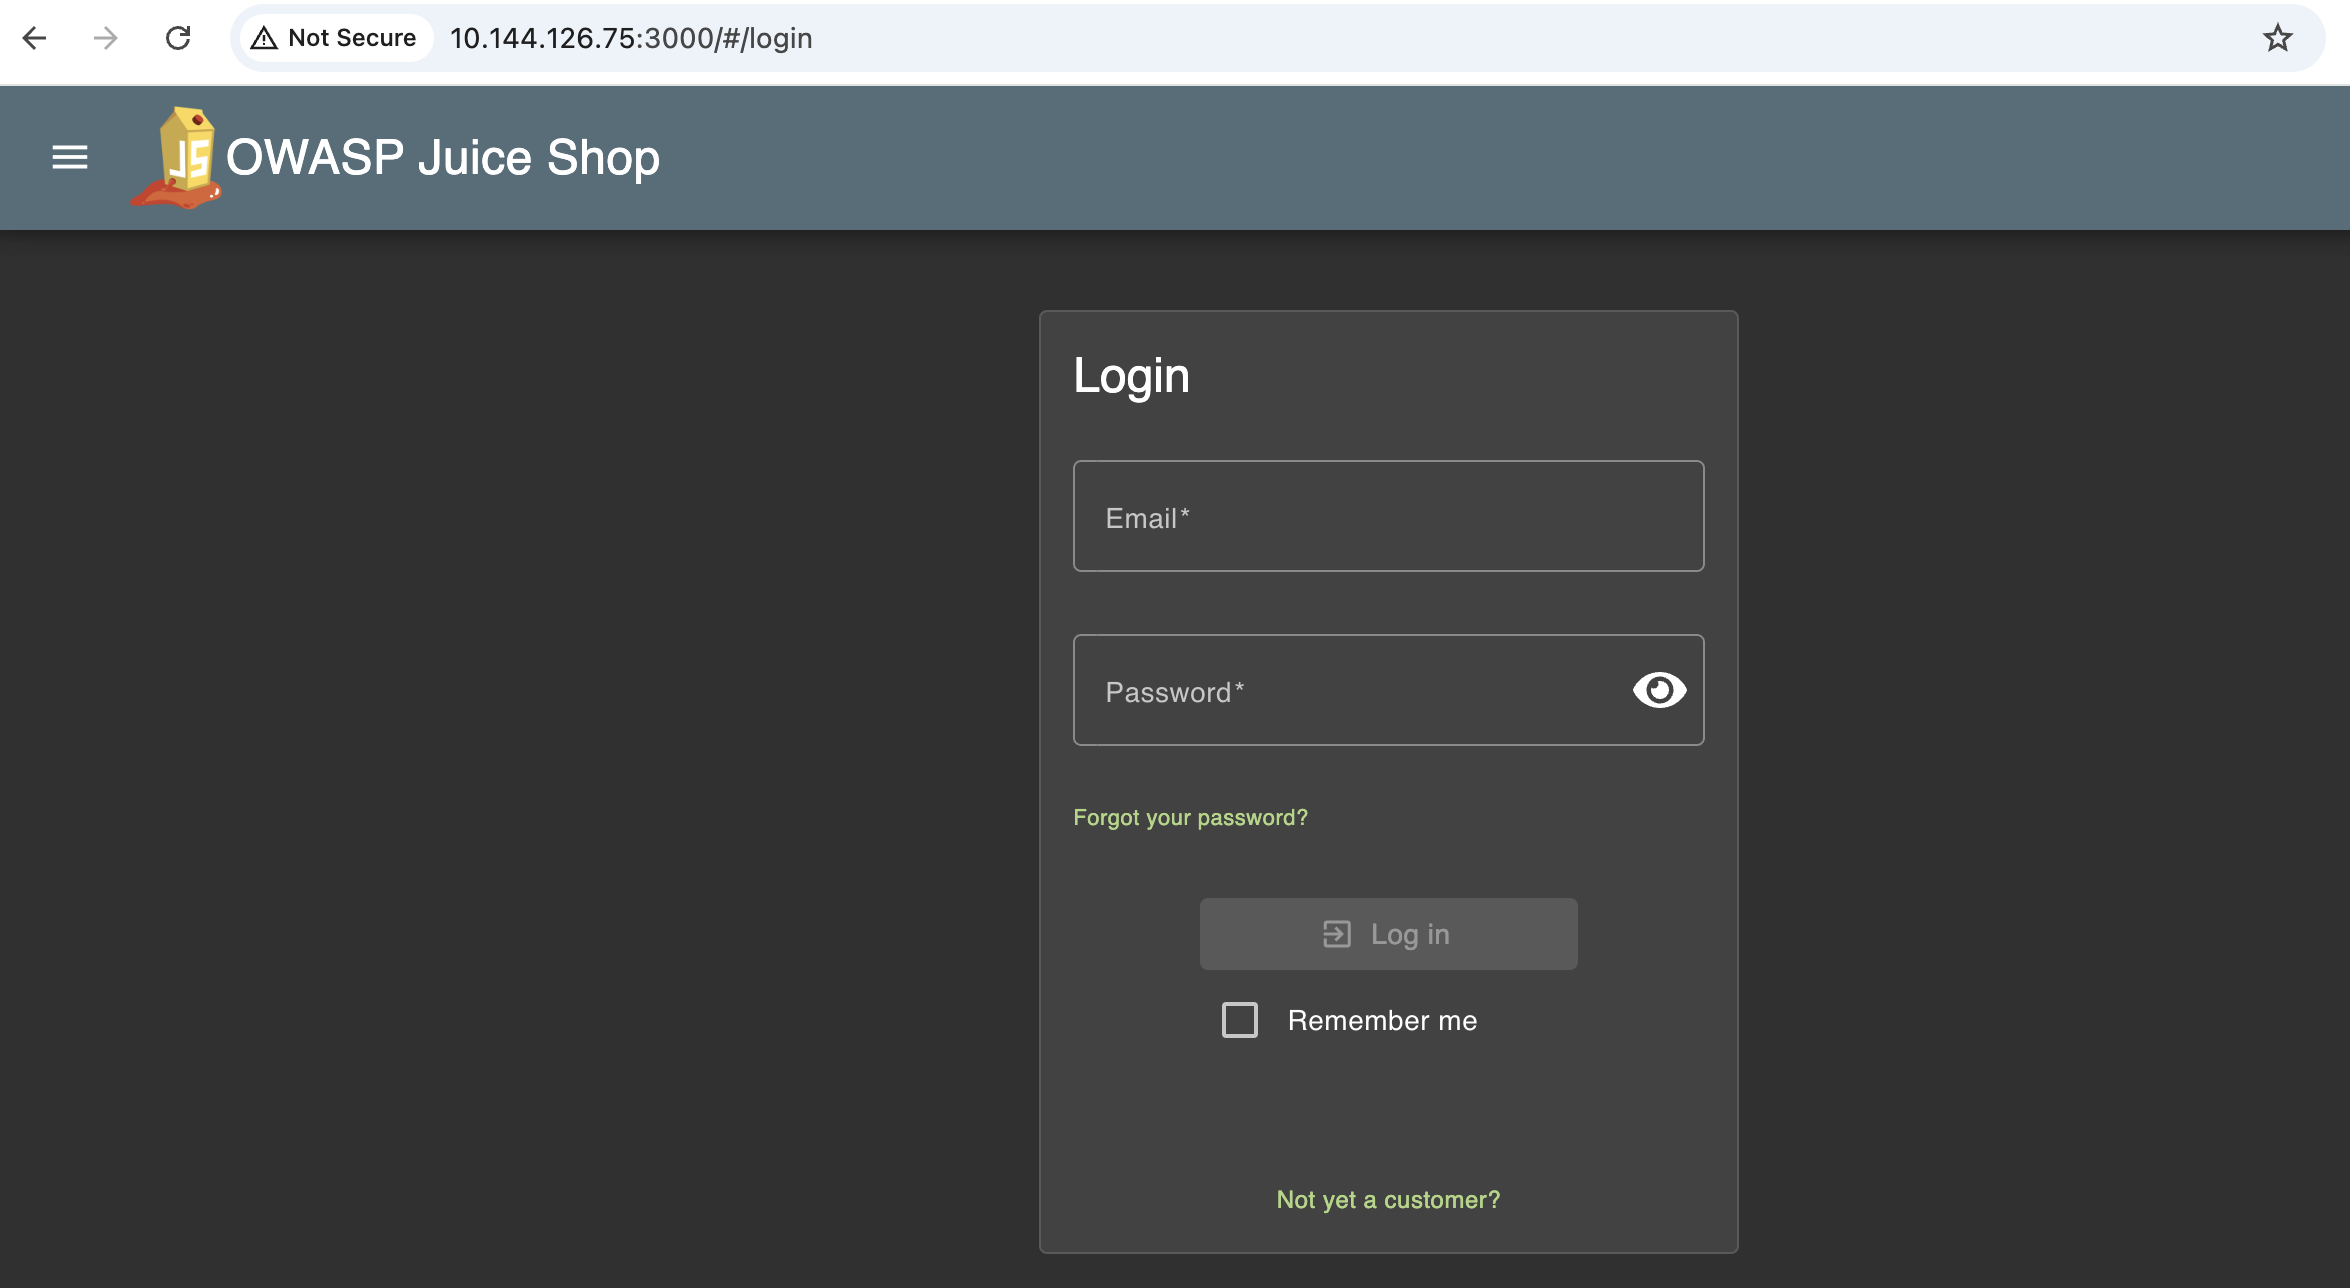 Not Secure 10.144.126.75:3000/#/login
JS OWASP Juice Shop
Login
Email*
Password*
Forgot your password?
Log in
Remember me
Not yet a customer?